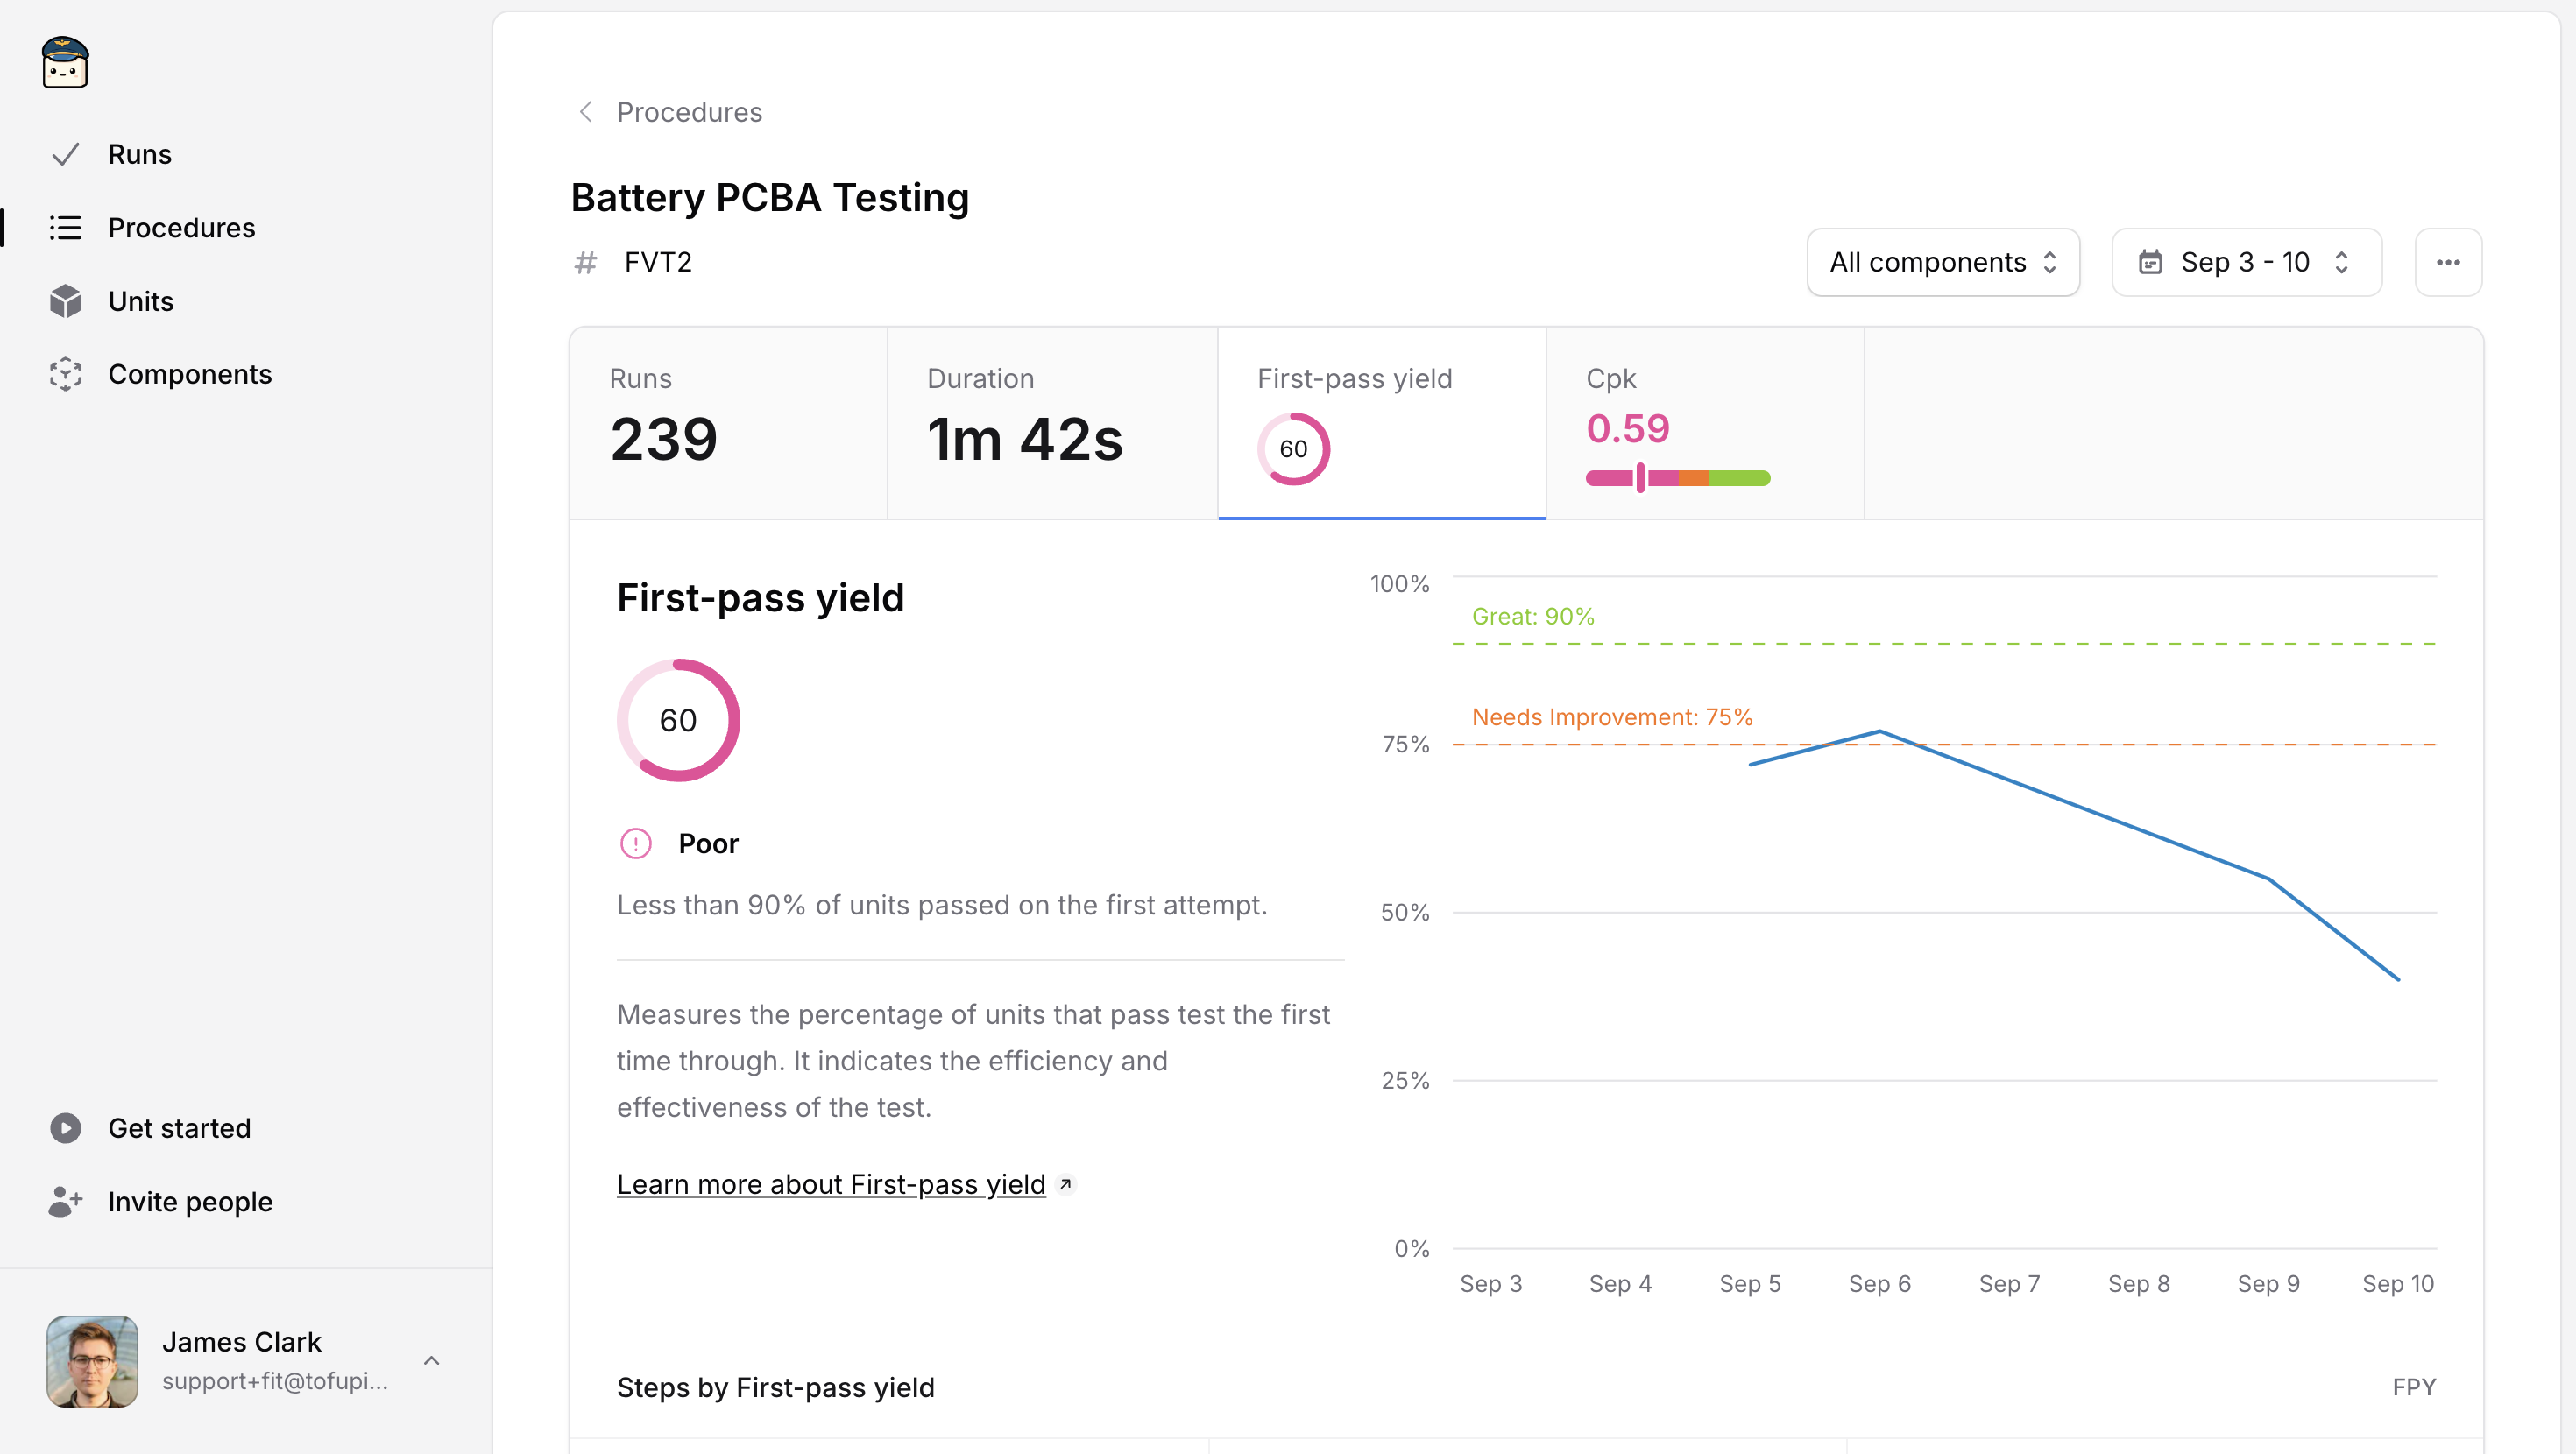 Runs
Procedures
Units
Components
Get started
Invite people
James Clark
support+fit@tofupi...
Procedures
Battery PCBA Testing
# FVT2
All components
Sep 3 - 10
Runs
239
Duration
1m 42s
First-pass yield
60
Cpk
0.59
First-pass yield
60
Poor
Less than 90% of units passed on the first attempt.
Measures the percentage of units that pass test the first
time through. It indicates the efficiency and
effectiveness of the test.
Learn more about First-pass yield
100%
Great: 90%
Needs Improvement: 75%
75%
50%
25%
0%
Sep 3 Sep 4 Sep 5 Sep 6 Sep 7 Sep 8 Sep 9 Sep 10
Steps by First-pass yield FPY